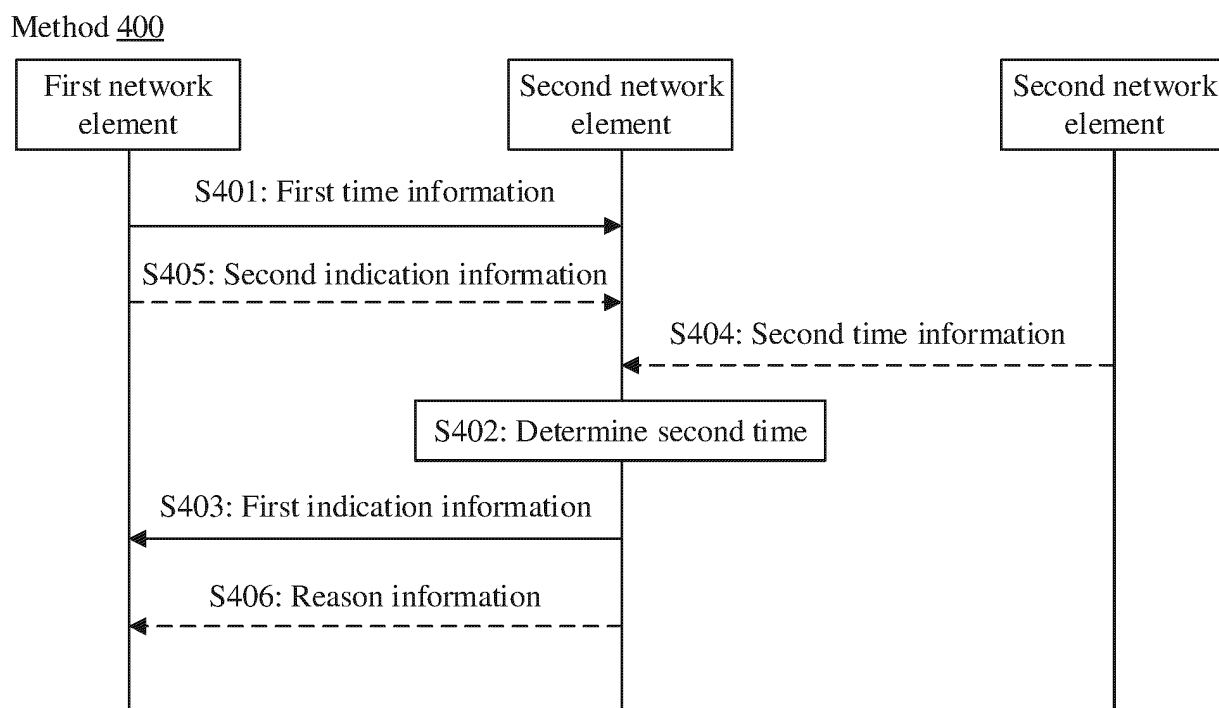 Method 400
First network
element
Second network
element
Second network
element
S401: First time information
S405: Second indication information
S404: Second time information
S402: Determine second time
S403: First indication information
S406: Reason information